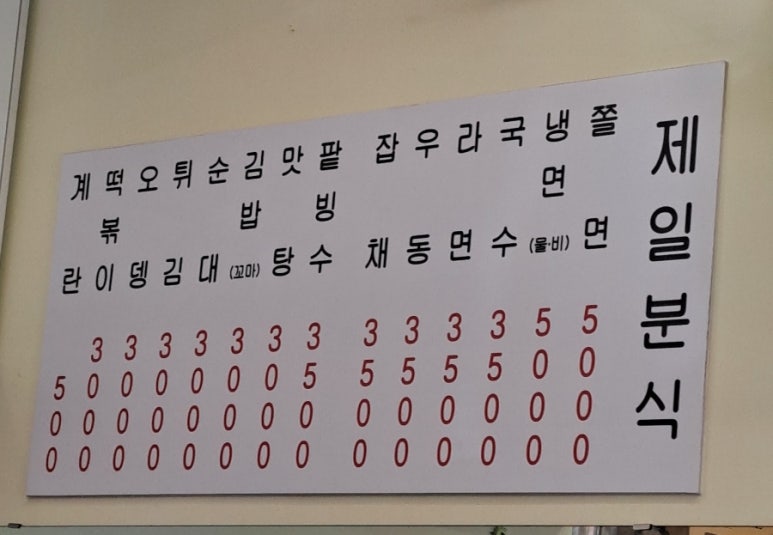 제일분식
쫄면 5000
냉면(물·비) 5000
국수 3500
라면 3500
우동 3500
잡채 3500
팥빙수 3500
맛탕 3000
김밥(꼬마) 3000
순대 3000
튀김 3000
오뎅 3000
떡볶이 3000
계란 500